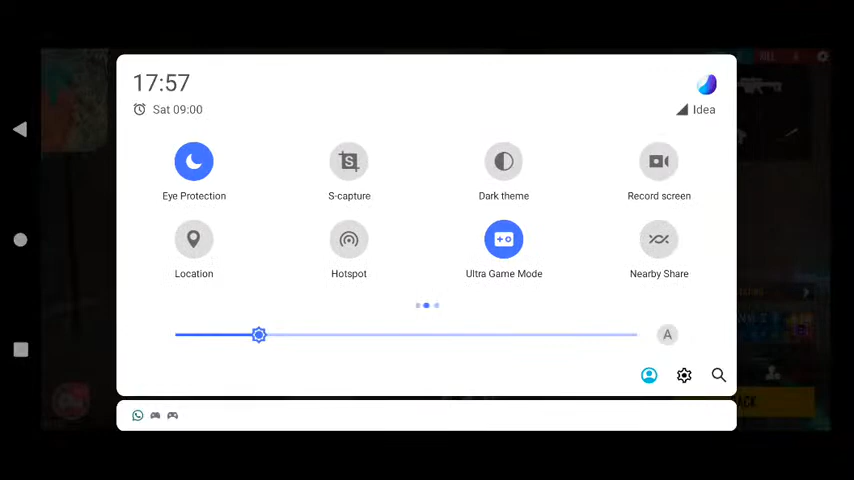 17:57
Sat 09:00
Idea
Eye Protection
S-capture
Dark theme
Record screen
Location
Hotspot
Ultra Game Mode
Nearby Share
A
KILL